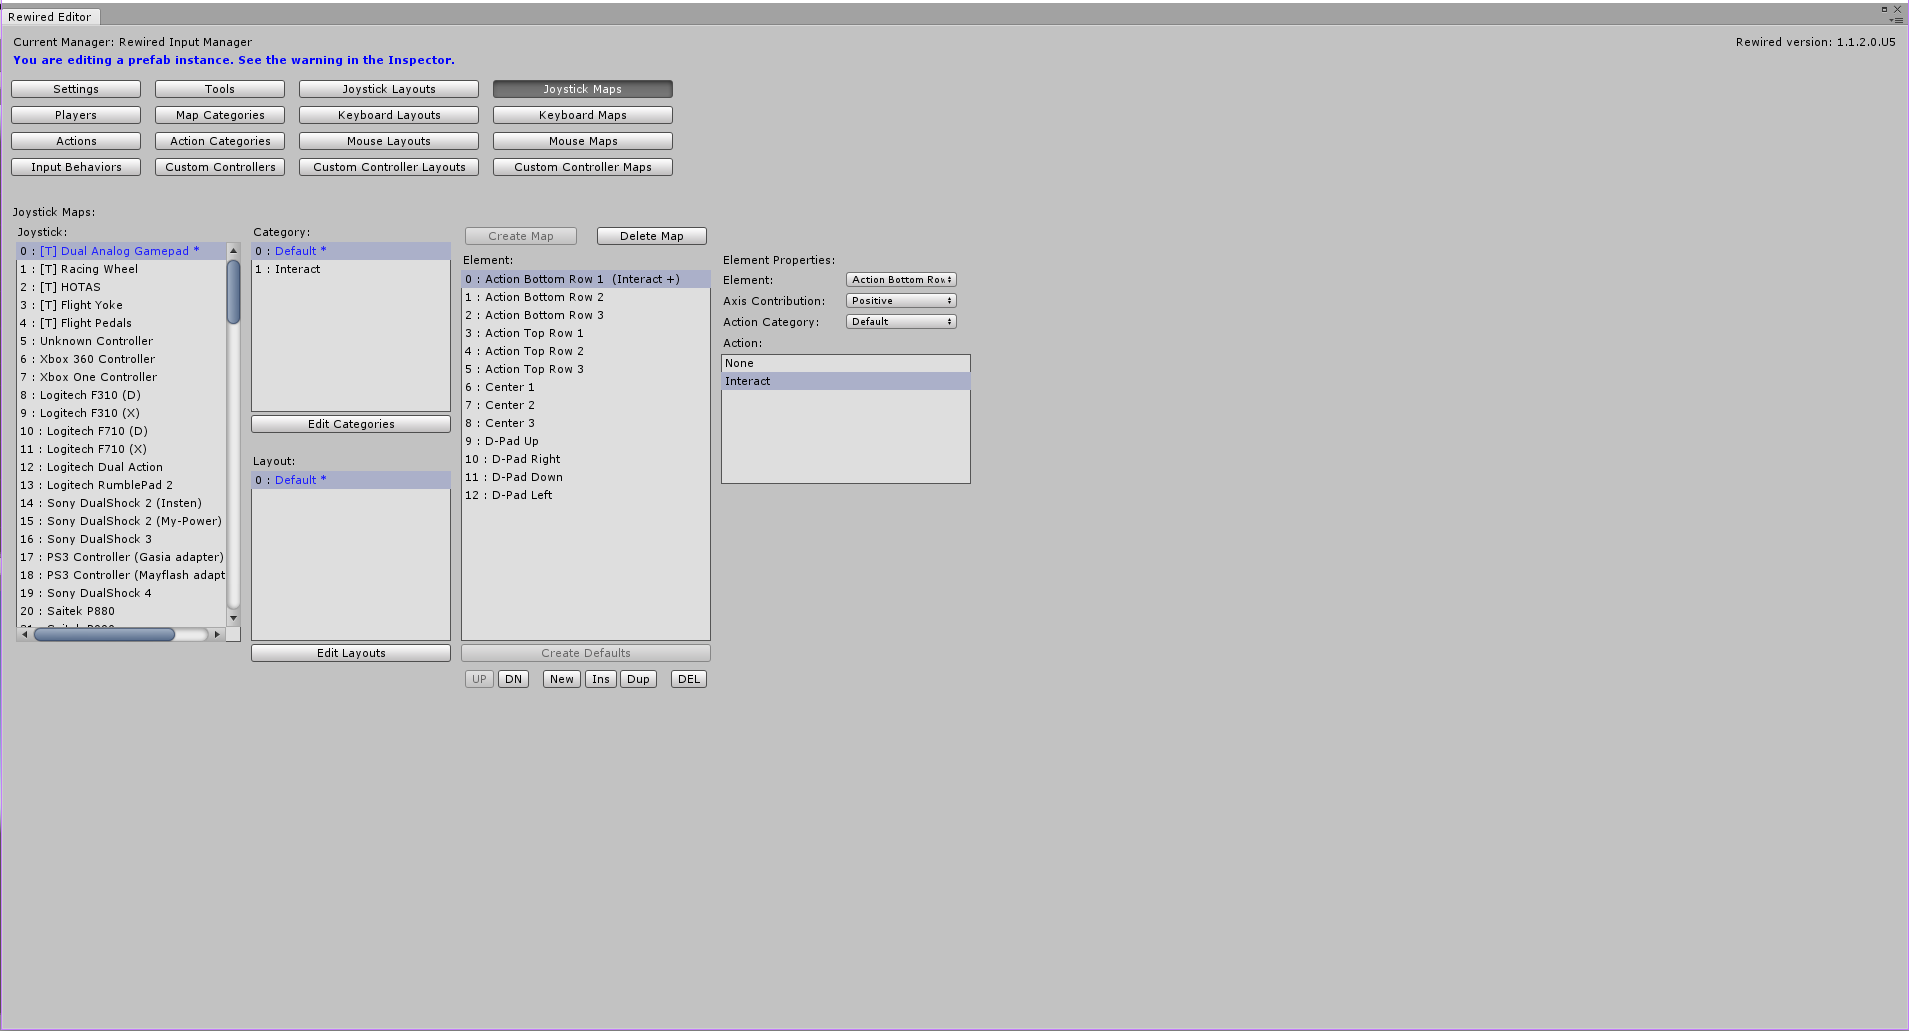 Rewired Editor
Current Manager: Rewired Input Manager
Rewired version: 1.1.2.0.U5
You are editing a prefab instance. See the warning in the Inspector.
Settings
Tools
Joystick Layouts
Joystick Maps
Players
Map Categories
Keyboard Layouts
Keyboard Maps
Actions
Action Categories
Mouse Layouts
Mouse Maps
Input Behaviors
Custom Controllers
Custom Controller Layouts
Custom Controller Maps
Joystick Maps:
Joystick:
0 : [T] Dual Analog Gamepad *
1 : [T] Racing Wheel
2 : [T] HOTAS
3 : [T] Flight Yoke
4 : [T] Flight Pedals
5 : Unknown Controller
6 : Xbox 360 Controller
7 : Xbox One Controller
8 : Logitech F310 (D)
9 : Logitech F310 (X)
10 : Logitech F710 (D)
11 : Logitech F710 (X)
12 : Logitech Dual Action
13 : Logitech RumblePad 2
14 : Sony DualShock 2 (Insten)
15 : Sony DualShock 2 (My-Power)
16 : Sony DualShock 3
17 : PS3 Controller (Gasia adapter)
18 : PS3 Controller (Mayflash adapt
19 : Sony DualShock 4
20 : Saitek P880
Category:
0 : Default *
1 : Interact
Edit Categories
Layout:
0 : Default *
Edit Layouts
Create Map
Delete Map
Element:
0 : Action Bottom Row 1 (Interact +)
1 : Action Bottom Row 2
2 : Action Bottom Row 3
3 : Action Top Row 1
4 : Action Top Row 2
5 : Action Top Row 3
6 : Center 1
7 : Center 2
8 : Center 3
9 : D-Pad Up
10 : D-Pad Right
11 : D-Pad Down
12 : D-Pad Left
Create Defaults
UP
DN
New
Ins
Dup
DEL
Element Properties:
Element:
Action Bottom Row
Axis Contribution:
Positive
Action Category:
Default
Action:
None
Interact